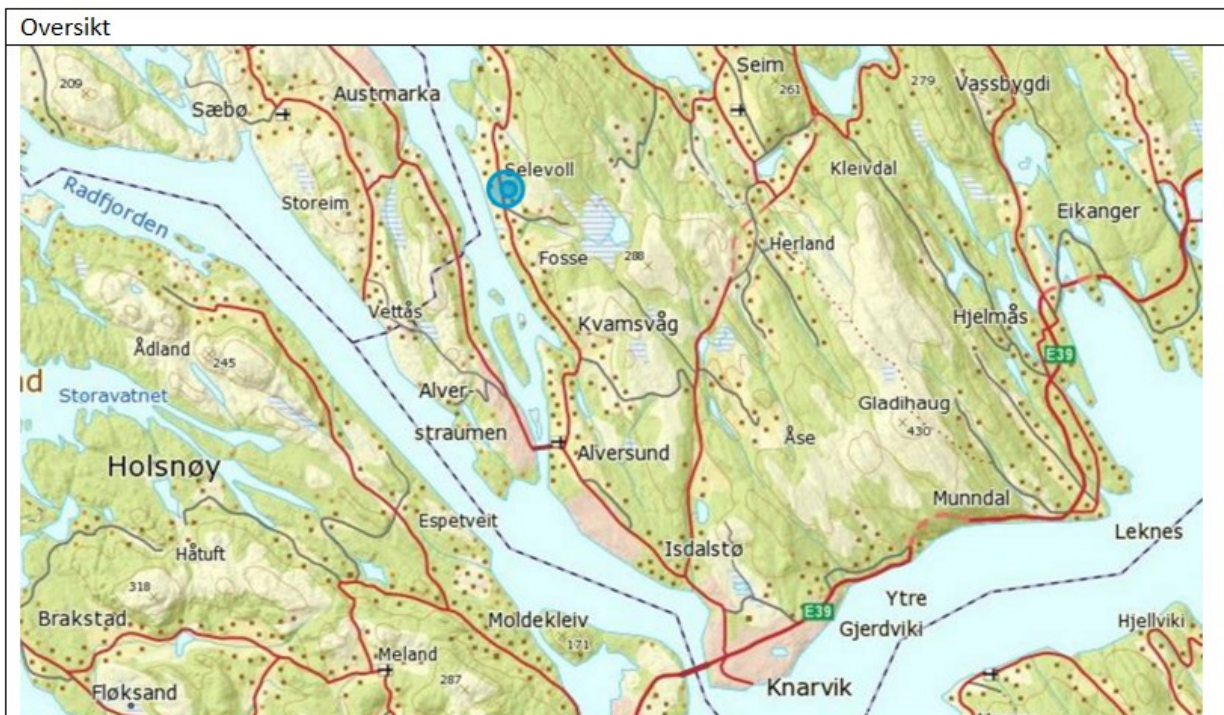 Oversikt
Seim
209
261
279
Vassbygdi
Austmarka
Sæbø
Selevoll
Kleivdal
Radfjorden
Storeim
Eikanger
Herland
Fosse
288
Vettås
Kvamsvåg
Hjelmås
Ådland
245
E39
nd
Storavatnet
Alver-
straumen
Gladihaug
430
Åse
Alversund
Holsnøy
Munndal
Espetveit
Leknes
Håtuft
Isdalstø
318
Ytre
Gjerdviki
E39
Brakstad
Moldekleiv
171
Hjellviki
Meland
287
Knarvik
Fløksand